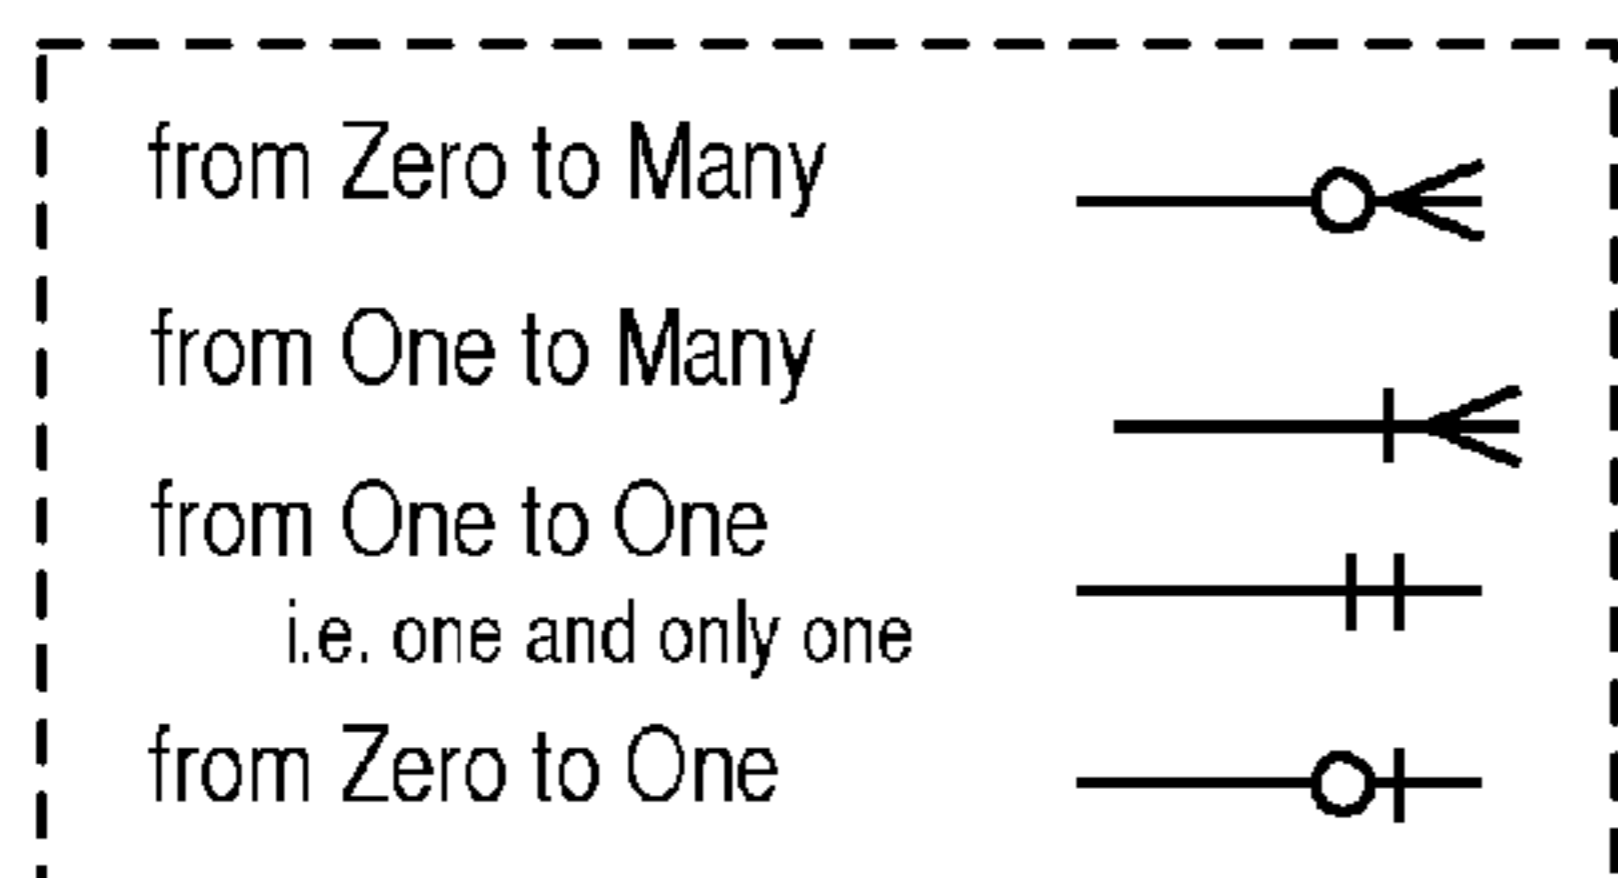 from Zero to Many
from One to Many
from One to One
i.e. one and only one
from Zero to One